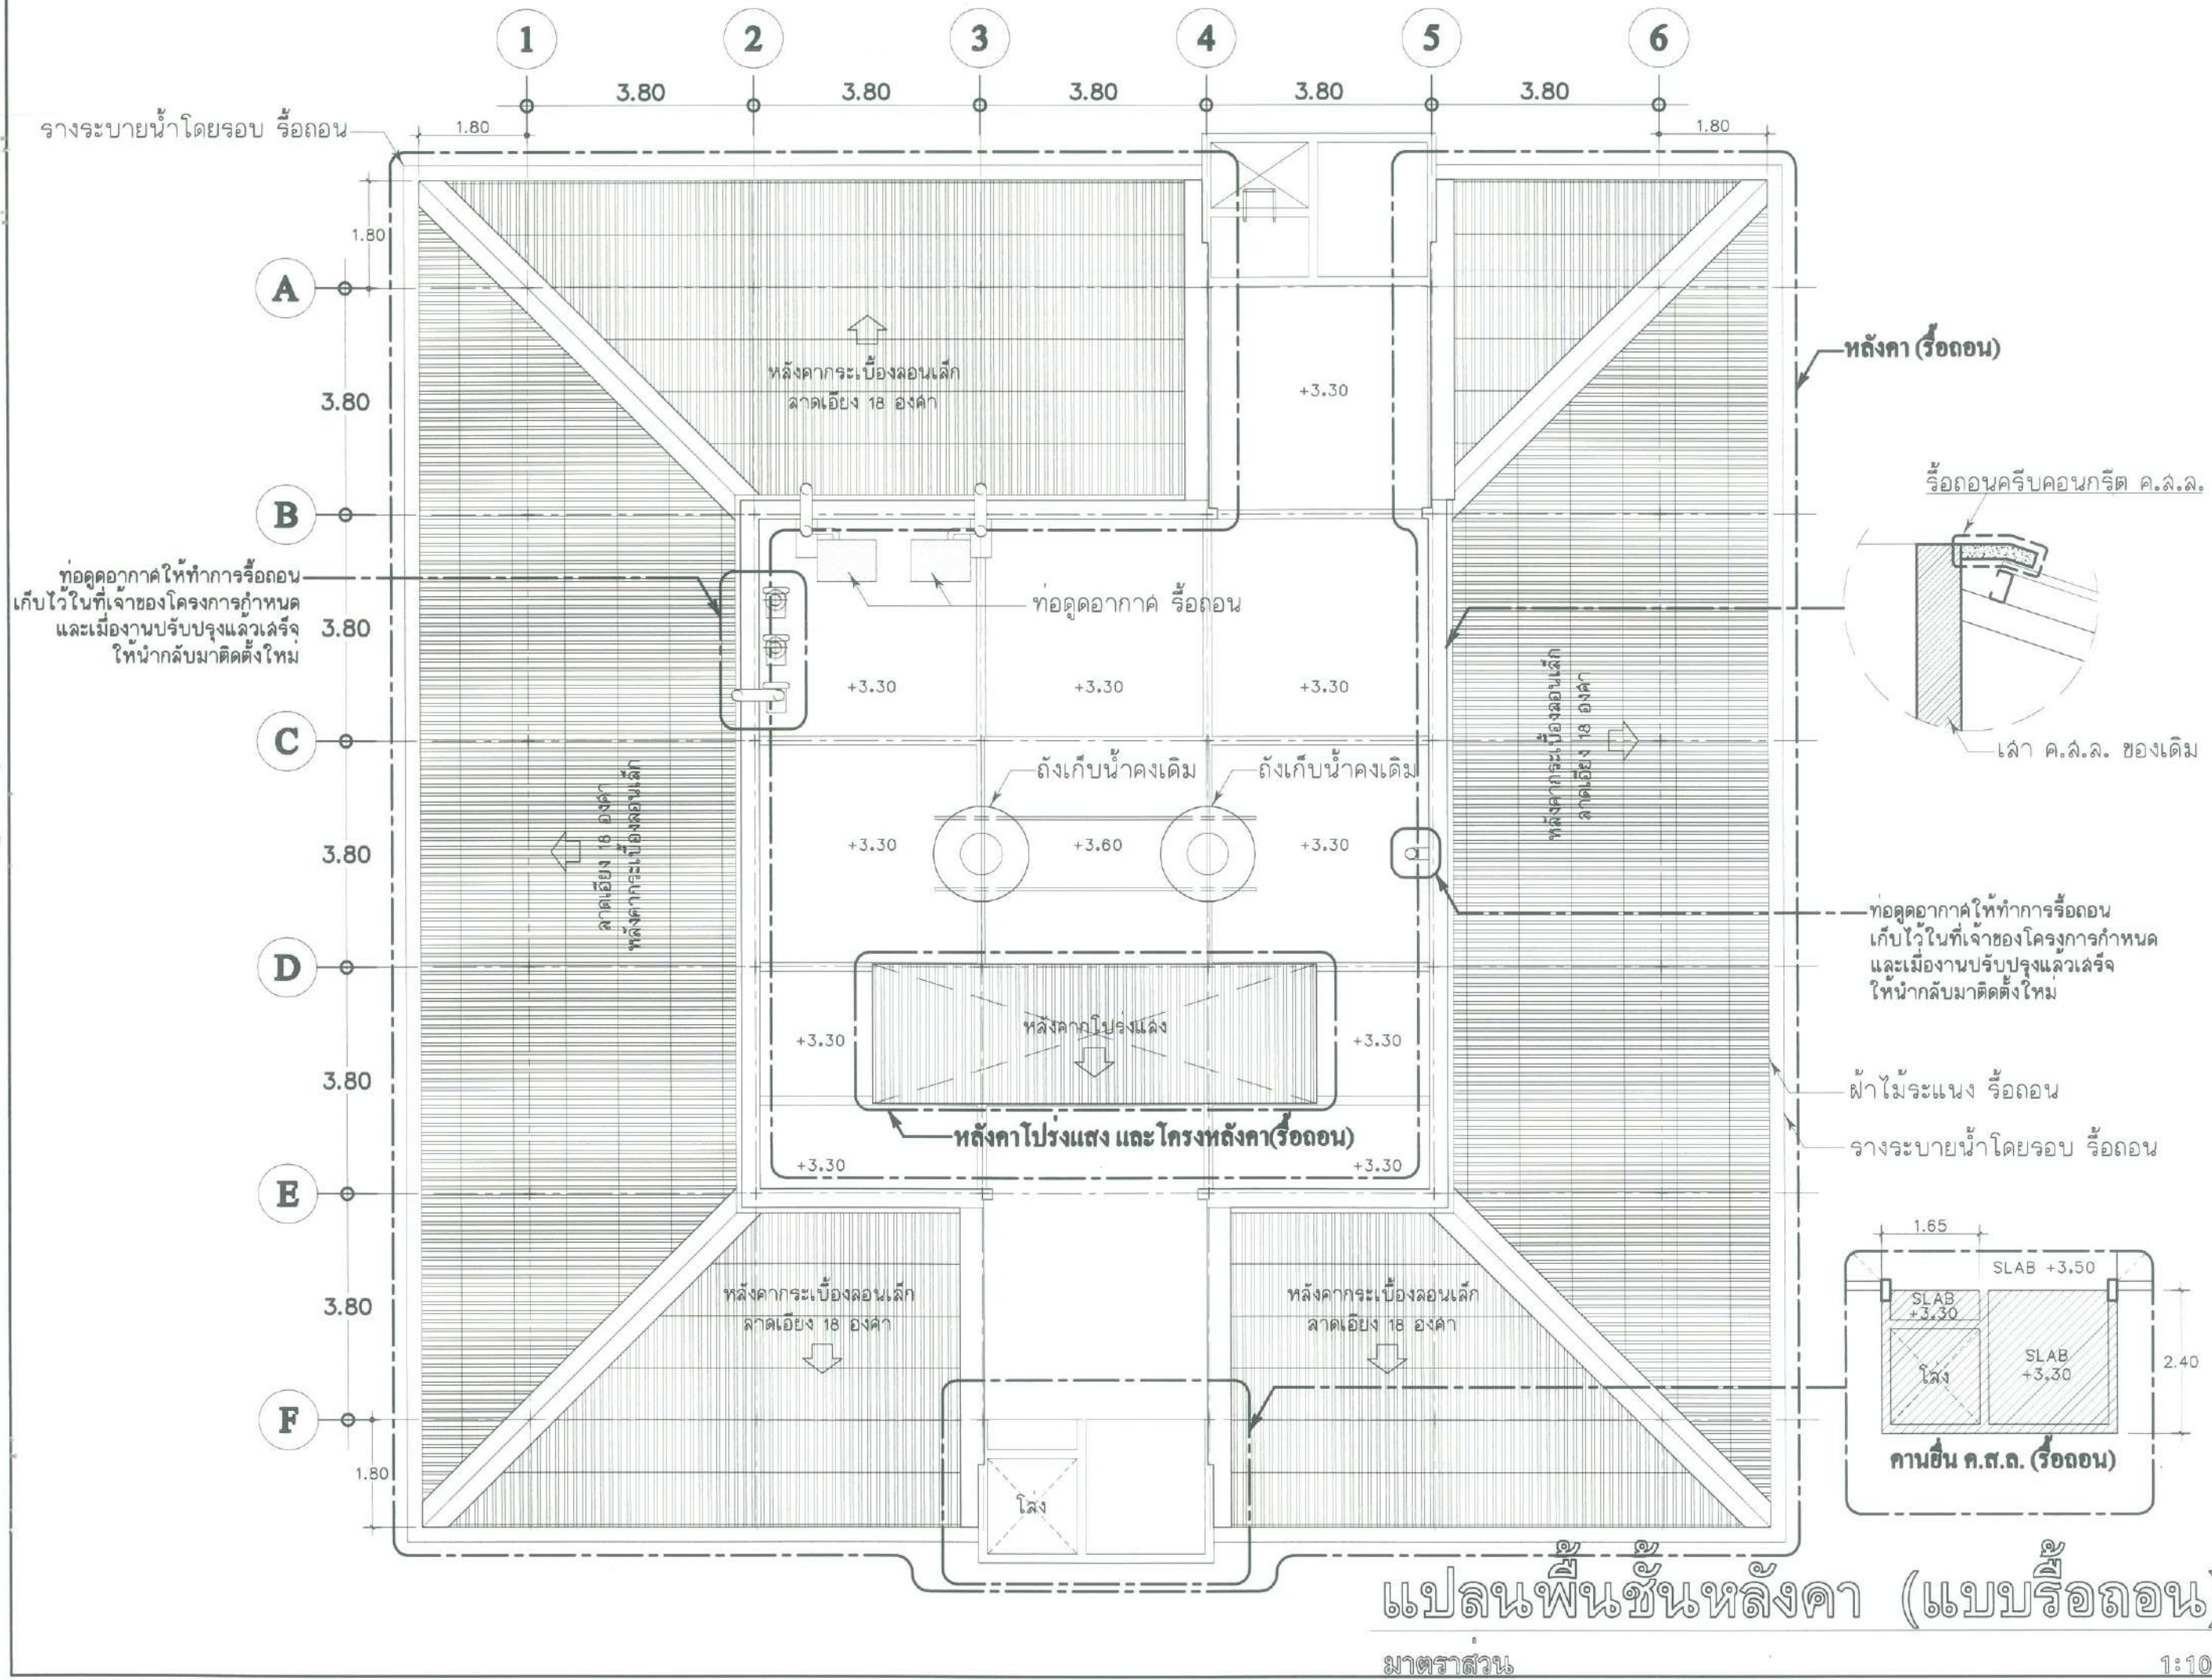 1
2
3
4
5
6
3.80
3.80
3.80
3.80
3.80
1.80
1.80
รางระบายน้ำโดยรอบ รื้อถอน
1.80
A
3.80
หลังคากระเบื้องลอนเล็ก
ลาดเอียง 18 องศา
+3.30
หลังคา (รื้อถอน)
B
รื้อถอนครีบคอนกรีต ค.ส.ล.
เสา ค.ส.ล. ของเดิม
ท่อดูดอากาศให้ทำการรื้อถอน
เก็บไว้ในที่เจ้าของโครงการกำหนด
และเมื่องานปรับปรุงแล้วเสร็จ
ให้นำกลับมาติดตั้งใหม่
3.80
ท่อดูดอากาศ รื้อถอน
+3.30
+3.30
+3.30
หลังคากระเบื้องลอนเล็ก
ลาดเอียง 18 องศา
C
ถังเก็บน้ำคงเดิม
ถังเก็บน้ำคงเดิม
ลาดเอียง 18 องศา
หลังคากระเบื้องลอนเล็ก
3.80
+3.30
+3.60
+3.30
ท่อดูดอากาศให้ทำการรื้อถอน
เก็บไว้ในที่เจ้าของโครงการกำหนด
และเมื่องานปรับปรุงแล้วเสร็จ
ให้นำกลับมาติดตั้งใหม่
D
หลังคาโปร่งแสง
+3.30
+3.30
3.80
ฝ้าไม้ระแนง รื้อถอน
หลังคาโปร่งแสง และโครงหลังคา(รื้อถอน)
รางระบายน้ำโดยรอบ รื้อถอน
+3.30
+3.30
E
3.80
หลังคากระเบื้องลอนเล็ก
ลาดเอียง 18 องศา
หลังคากระเบื้องลอนเล็ก
ลาดเอียง 18 องศา
1.65
SLAB +3.50
SLAB
+3.30
SLAB
+3.30
โล่ง
2.40
คานยื่น ค.ส.ล. (รื้อถอน)
F
1.80
โล่ง
แปลนพื้นชั้นหลังคา (แบบรื้อถอน)
มาตราส่วน
1:10